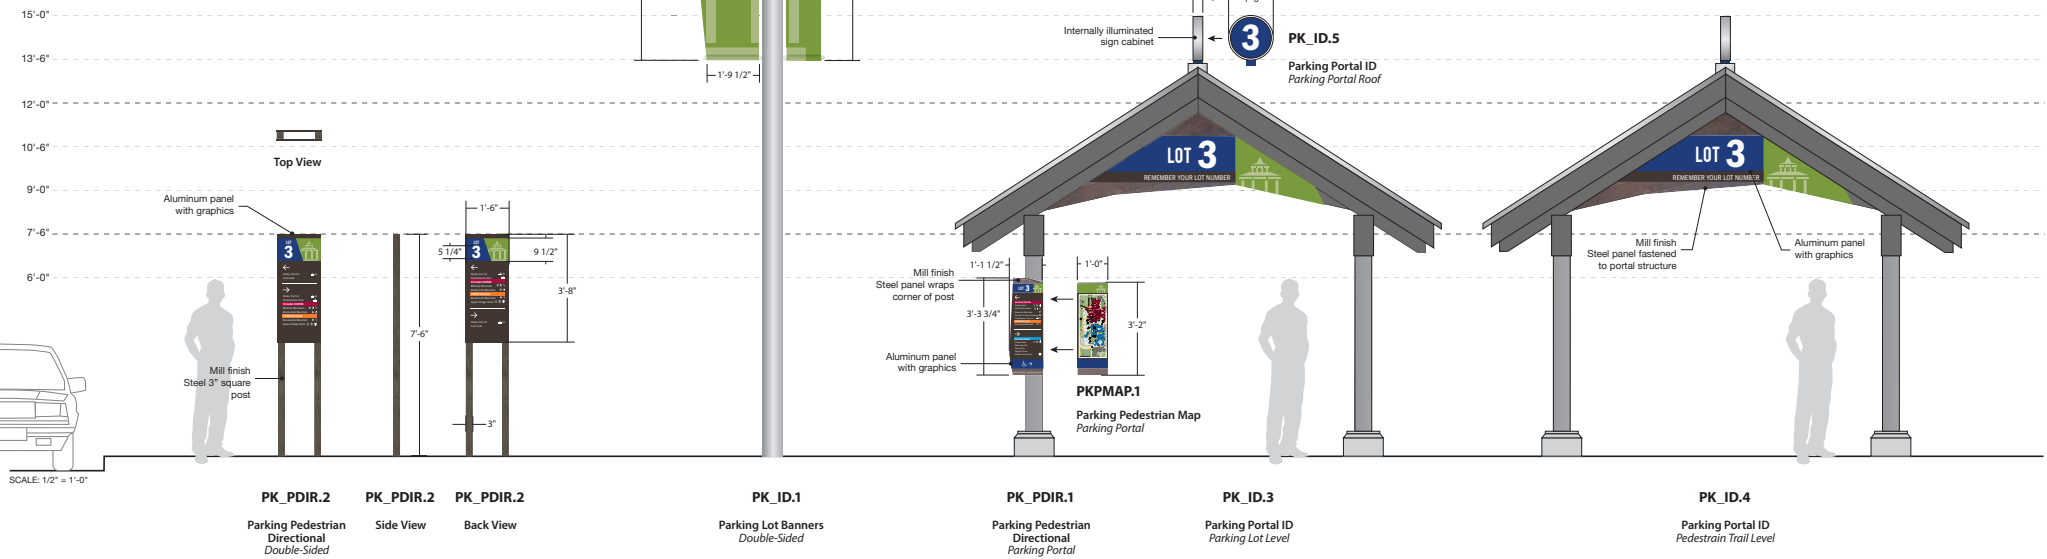 15'-0"
13'-6"
12'-0"
10'-6"
9'-0"
7'-6"
6'-0"
SCALE: 1/2" = 1'-0"
Top View
Aluminum panel
with graphics
LOT
3
Mill finish
Steel 3" square
post
1'-6"
5 1/4"
LOT
3
9 1/2"
3'-8"
7'-6"
3"
1'-9 1/2"
Internally illuminated
sign cabinet
3
PK_ID.5
Parking Portal ID
Parking Portal Roof
LOT 3
REMEMBER YOUR LOT NUMBER
1'-1 1/2"
1'-0"
Mill finish
Steel panel wraps
corner of post
LOT 3
3'-3 3/4"
3'-2"
Aluminum panel
with graphics
PKPMAP.1
Parking Pedestrian Map
Parking Portal
LOT 3
REMEMBER YOUR LOT NUMBER
Mill finish
Steel panel fastened
to portal structure
Aluminum panel
with graphics
PK_PDIR.2
Parking Pedestrian
Directional
Double-Sided
PK_PDIR.2
Side View
PK_PDIR.2
Back View
PK_ID.1
Parking Lot Banners
Double-Sided
PK_PDIR.1
Parking Pedestrian
Directional
Parking Portal
PK_ID.3
Parking Portal ID
Parking Lot Level
PK_ID.4
Parking Portal ID
Pedestrain Trail Level